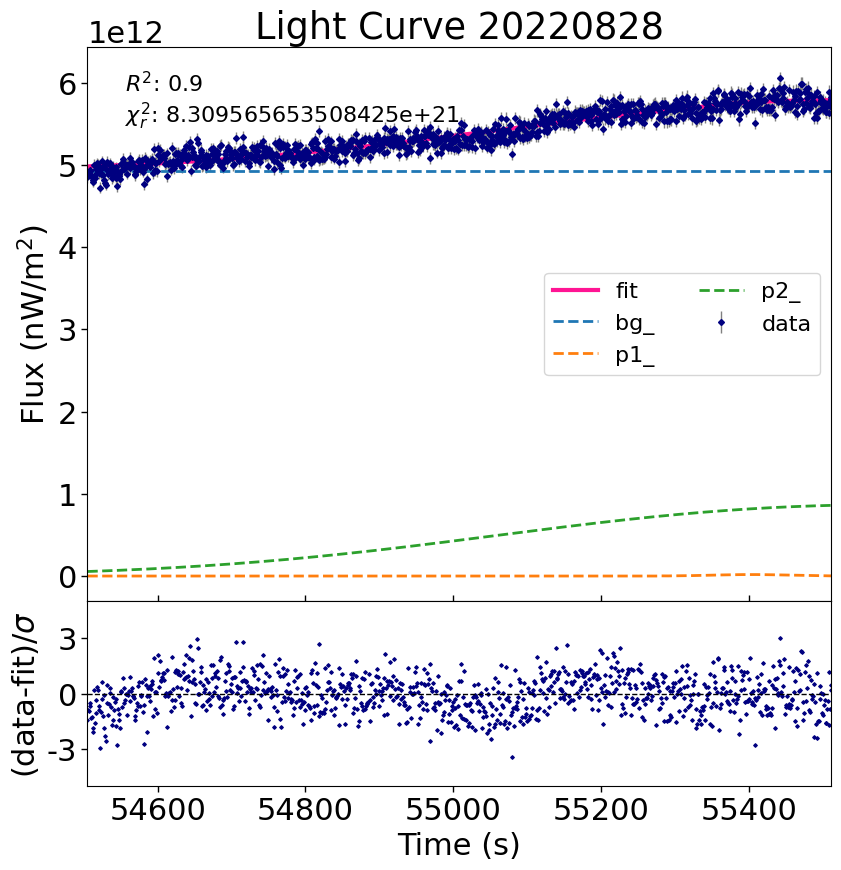 Light Curve 20220828
1e12
R²: 0.9
χ²ᵣ: 8.309565653508425e+21
6
5
4
3
2
1
0
Flux (nW/m²)
fit
bg_
p1_
p2_
data
3
0
-3
(data-fit)/σ
54600 54800 55000 55200 55400
Time (s)